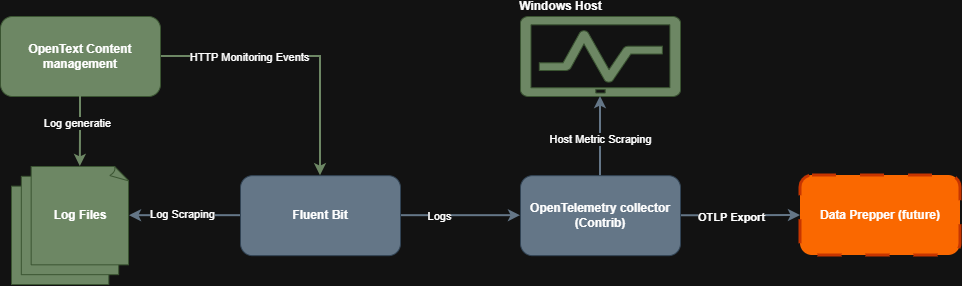 Windows Host
OpenText Content
management
HTTP Monitoring Events
Log generatie
Host Metric Scraping
Log Files
Log Scraping
Fluent Bit
Logs
OpenTelemetry collector
(Contrib)
OTLP Export
Data Prepper (future)